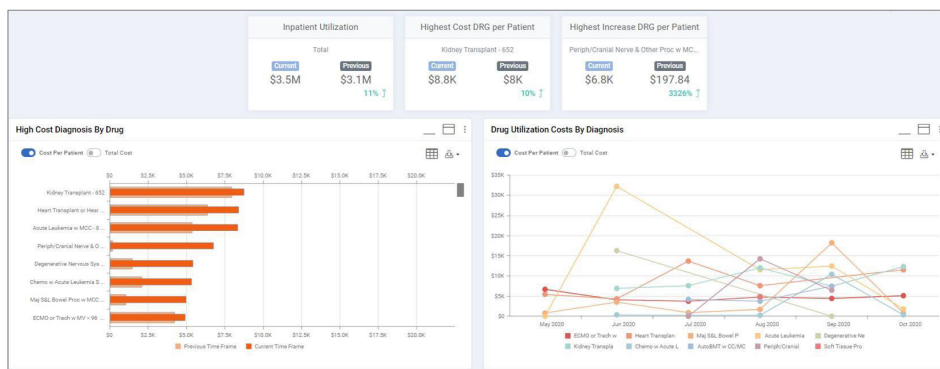 Inpatient Utilization
Total
Current Previous
$3.5M $3.1M
11%
Highest Cost DRG per Patient
Kidney Transplant - 652
Current Previous
$8.8K $8K
10%
Highest Increase DRG per Patient
Periph/Cranial Nerve & Other Proc w MC...
Current Previous
$6.8K $197.84
3326%
High Cost Diagnosis By Drug
Cost Per Patient Total Cost
$0 $2.5K $5.0K $7.5K $10.0K $12.5K $15.0K $17.5K $20.0K
Kidney Transplant - 652
Heart Transplant or Hear ...
Acute Leukemia w MCC - 8 ...
Periph/Cranial Nerve & O ...
Degenerative Nervous Sys ...
Chemo w Acute Leukemia S ...
Maj S&L Bowel Proc w MCC ...
ECMO or Trach w MV > 96 ...
$0 $2.5K $5.0K $7.5K $10.0K $12.5K $15.0K $17.5K $20.0K
Previous Time Frame Current Time Frame
Drug Utilization Costs By Diagnosis
Cost Per Patient Total Cost
$35K
$30K
$25K
$20K
$15K
$10K
$5K
$0
May 2020 Jun 2020 Jul 2020 Aug 2020 Sep 2020 Oct 2020
ECMO or Trach w Heart Transplan Maj S&L Bowel P Acute Leukemia Degenerative Ne
Kidney Transpla Chemo w Acute L AutoBMT w CC/MC Periph/Cranial Soft Tissue Pro